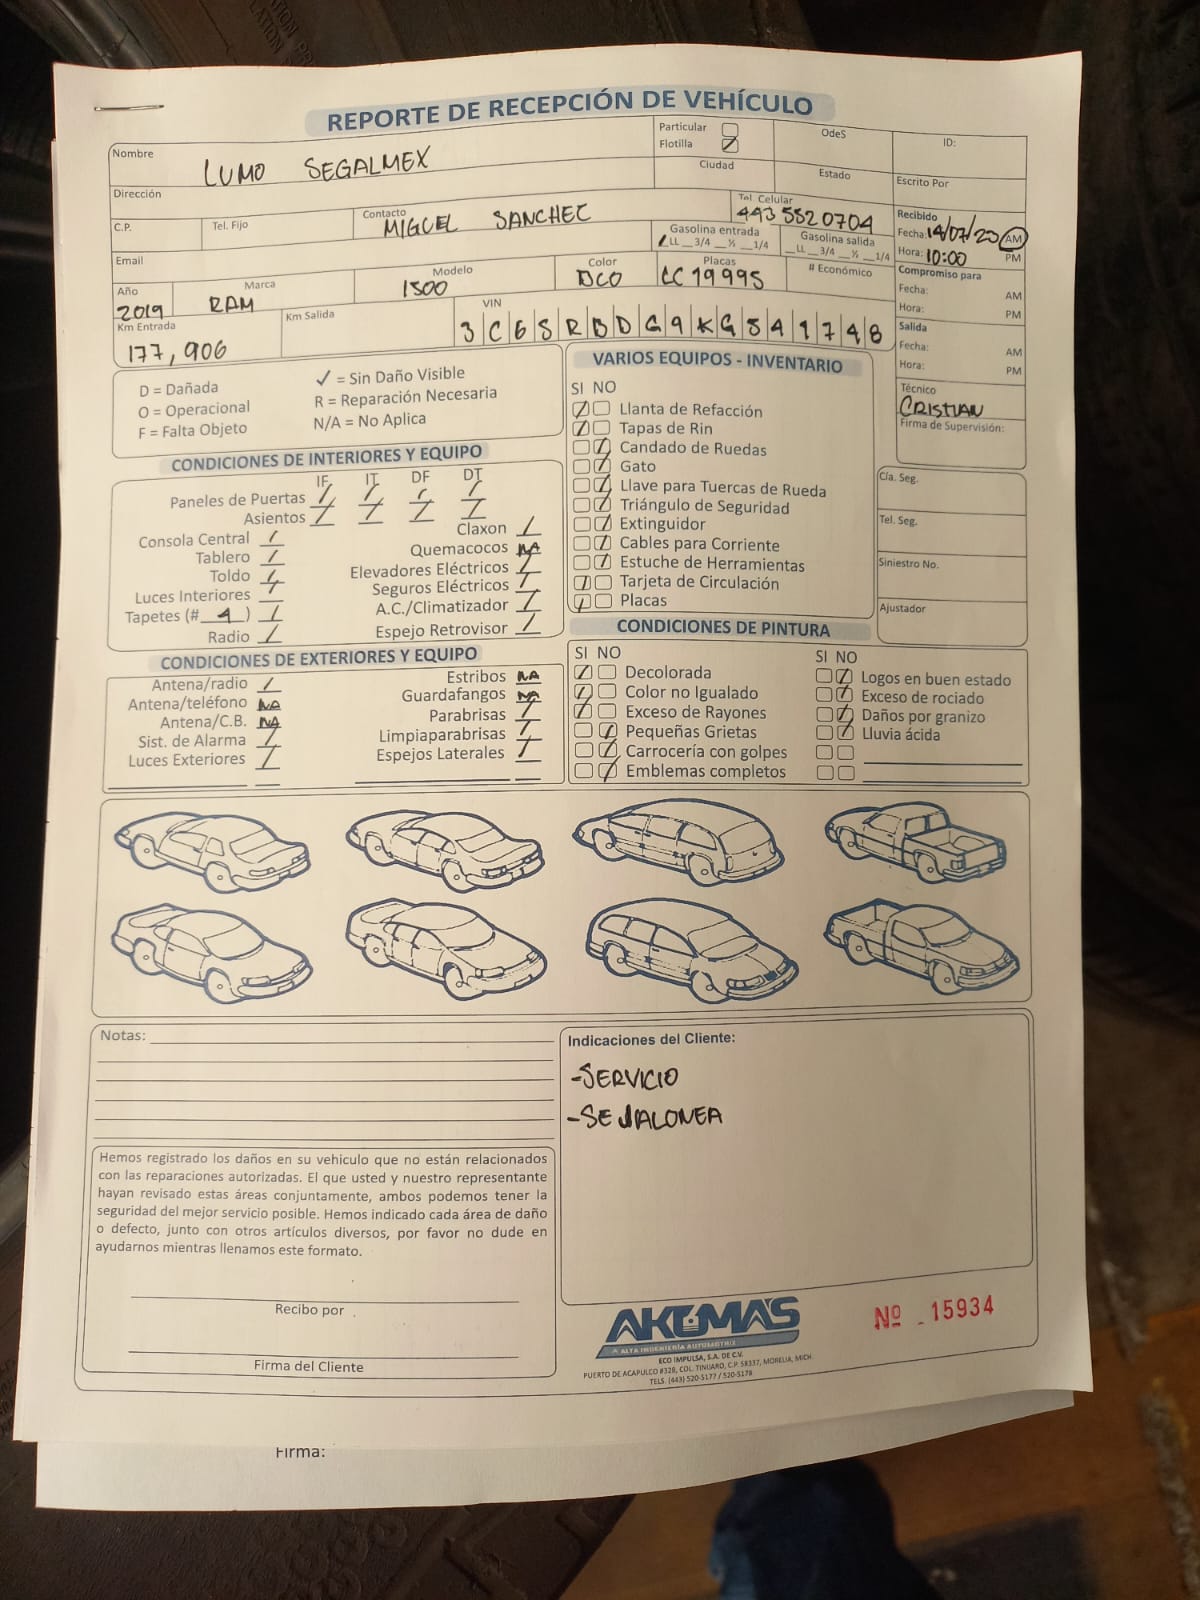 REPORTE DE RECEPCIÓN DE VEHÍCULO
Nombre LUMO SEGALMEX
Particular
Flotilla
OdeS
ID:
Dirección
Ciudad
Estado
Escrito Por
C.P.
Tel. Fijo
Contacto MIGUEL SANCHEC
Tel. Celular 443 5520704
Recibido
Fecha: 14/07/20 AM
Hora: 10:00 PM
Email
Gasolina entrada
LL __3/4 __½ __1/4
Gasolina salida
__LL __3/4 __½ __1/4
Año 2019
Marca RAM
Modelo 1500
Color BCO
Placas CC19995
# Económico
Compromiso para
Fecha: AM
Hora: PM
Km Entrada 177,906
Km Salida
VIN 3C6SRBDG9KG541748
Salida
Fecha: AM
Hora: PM
Técnico CRISTIAN
Firma de Supervisión:
D = Dañada
O = Operacional
F = Falta Objeto
✓ = Sin Daño Visible
R = Reparación Necesaria
N/A = No Aplica
VARIOS EQUIPOS - INVENTARIO
SI NO
Llanta de Refacción
Tapas de Rin
Candado de Ruedas
Gato
Llave para Tuercas de Rueda
Triángulo de Seguridad
Extinguidor
Cables para Corriente
Estuche de Herramientas
Tarjeta de Circulación
Placas
Cía. Seg.
Tel. Seg.
Siniestro No.
Ajustador
CONDICIONES DE INTERIORES Y EQUIPO
IF IT DF DT
Paneles de Puertas
Asientos
Consola Central
Tablero
Toldo
Luces Interiores
Tapetes (# 4 )
Radio
Claxon
Quemacocos NA
Elevadores Eléctricos
Seguros Eléctricos
A.C./Climatizador
Espejo Retrovisor
CONDICIONES DE EXTERIORES Y EQUIPO
Antena/radio
Antena/teléfono NA
Antena/C.B. NA
Sist. de Alarma
Luces Exteriores
Estribos NA
Guardafangos NA
Parabrisas
Limpiaparabrisas
Espejos Laterales
CONDICIONES DE PINTURA
SI NO
Decolorada
Color no Igualado
Exceso de Rayones
Pequeñas Grietas
Carrocería con golpes
Emblemas completos
SI NO
Logos en buen estado
Exceso de rociado
Daños por granizo
Lluvia ácida
Notas:
Indicaciones del Cliente:
-SERVICIO
-SE JALONEA
Hemos registrado los daños en su vehiculo que no están relacionados
con las reparaciones autorizadas. El que usted y nuestro representante
hayan revisado estas áreas conjuntamente, ambos podemos tener la
seguridad del mejor servicio posible. Hemos indicado cada área de daño
o defecto, junto con otros artículos diversos, por favor no dude en
ayudarnos mientras llenamos este formato.
Recibo por
Firma del Cliente
AKUMAS
ALTA INGENIERÍA AUTOMOTRIZ
ECO IMPULSA, S.A. DE C.V.
PUERTO DE ACAPULCO #328, COL. TINIJARO, C.P. 58337, MORELIA, MICH.
TELS. (443) 520-5177 / 520-5178
Nº 15934
Firma: